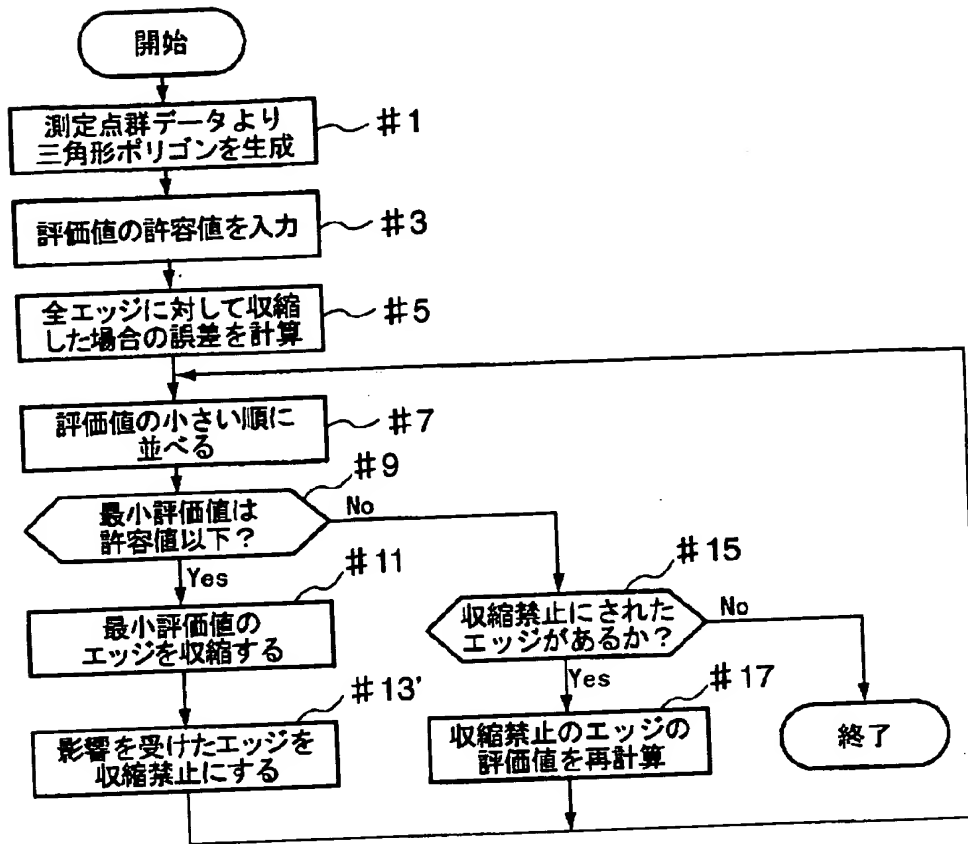 開始
測定点群データより
三角形ポリゴンを生成
#1
評価値の許容値を入力
#3
全エッジに対して収縮
した場合の誤差を計算
#5
評価値の小さい順に
並べる
#7
#9
最小評価値は
許容値以下?
No
Yes
#11
最小評価値の
エッジを収縮する
#13'
影響を受けたエッジを
収縮禁止にする
#15
収縮禁止にされた
エッジがあるか?
No
Yes
#17
収縮禁止のエッジの
評価値を再計算
終了